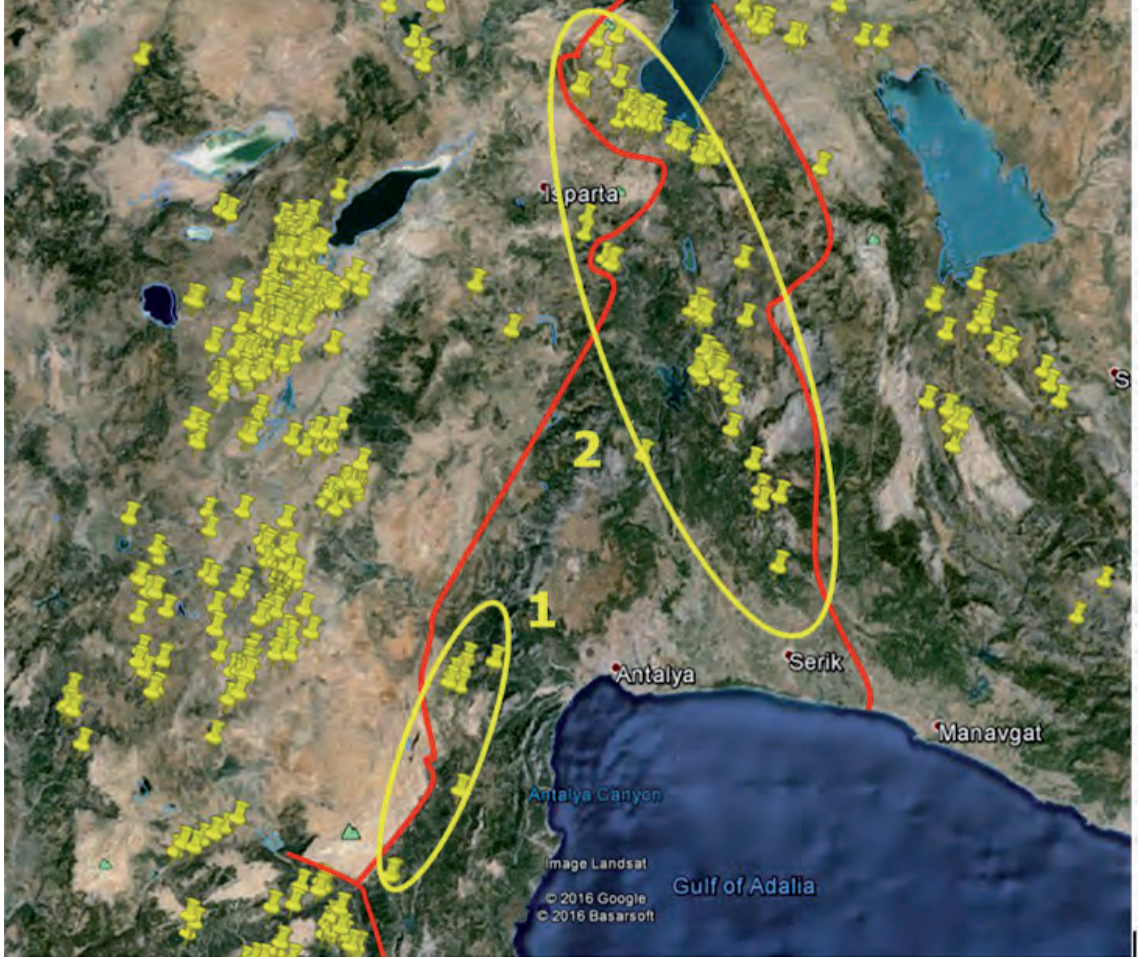 Isparta
S
2
1
Antalya
Serik
Manavgat
Antalya Canyon
Image Landsat
© 2016 Google
© 2016 Basarsoft
Gulf of Adalia